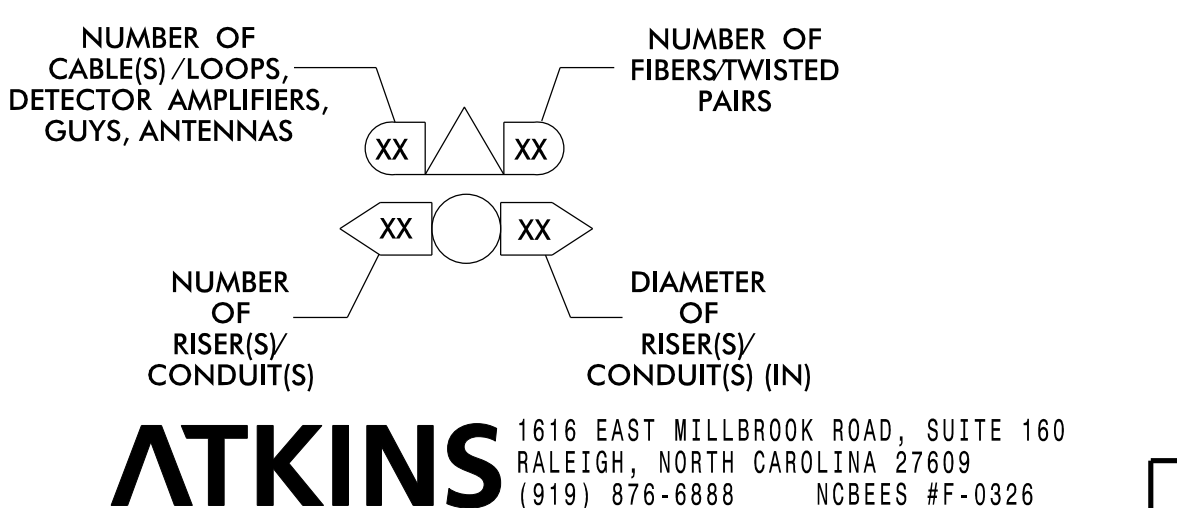 NUMBER OF
CABLE(S)/LOOPS,
DETECTOR AMPLIFIERS,
GUYS, ANTENNAS
NUMBER OF
FIBERS/TWISTED
PAIRS
XX
XX
XX
XX
NUMBER
OF
RISER(S)/
CONDUIT(S)
DIAMETER
OF
RISER(S)/
CONDUIT(S) (IN)
ATKINS
1616 EAST MILLBROOK ROAD, SUITE 160
RALEIGH, NORTH CAROLINA 27609
(919) 876-6888 NCBEES #F-0326